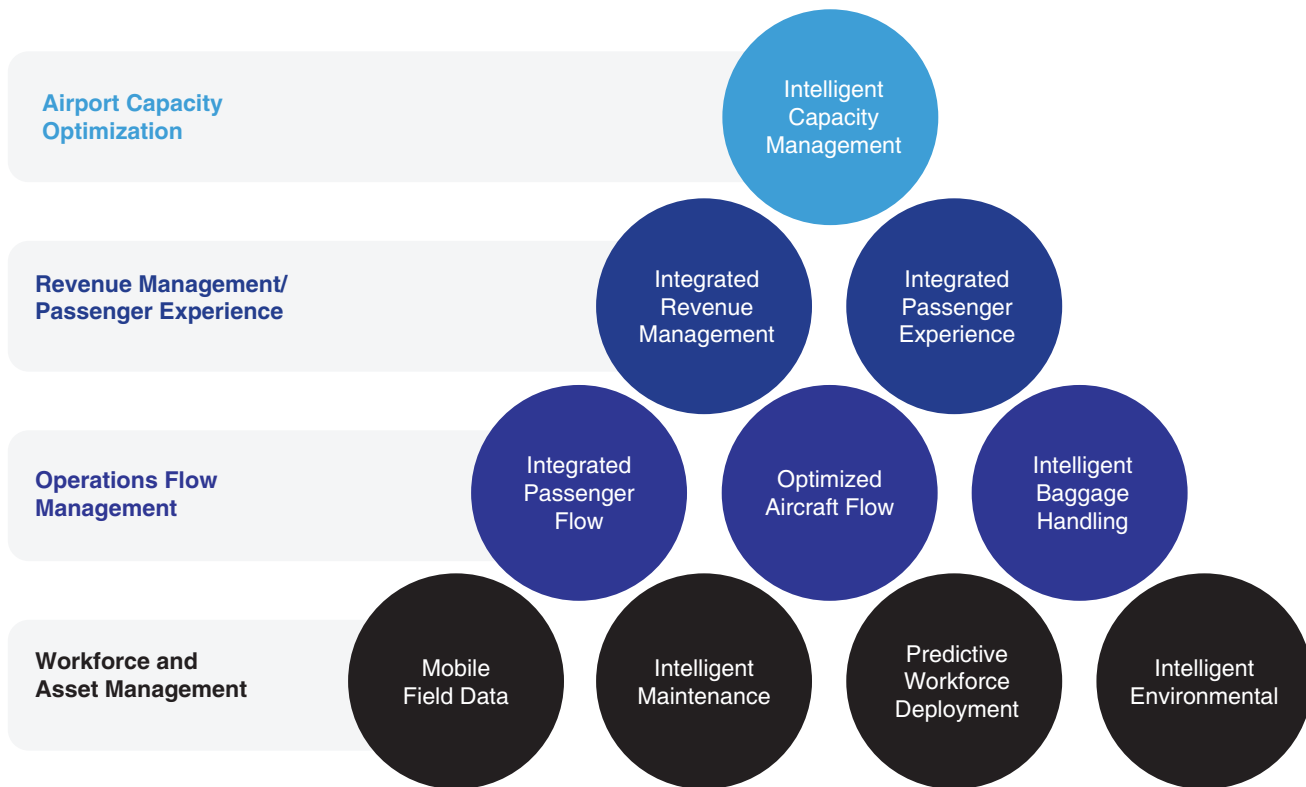 Airport Capacity
Optimization
Intelligent
Capacity
Management
Revenue Management/
Passenger Experience
Integrated
Revenue
Management
Integrated
Passenger
Experience
Operations Flow
Management
Integrated
Passenger
Flow
Optimized
Aircraft Flow
Intelligent
Baggage
Handling
Workforce and
Asset Management
Mobile
Field Data
Intelligent
Maintenance
Predictive
Workforce
Deployment
Intelligent
Environmental